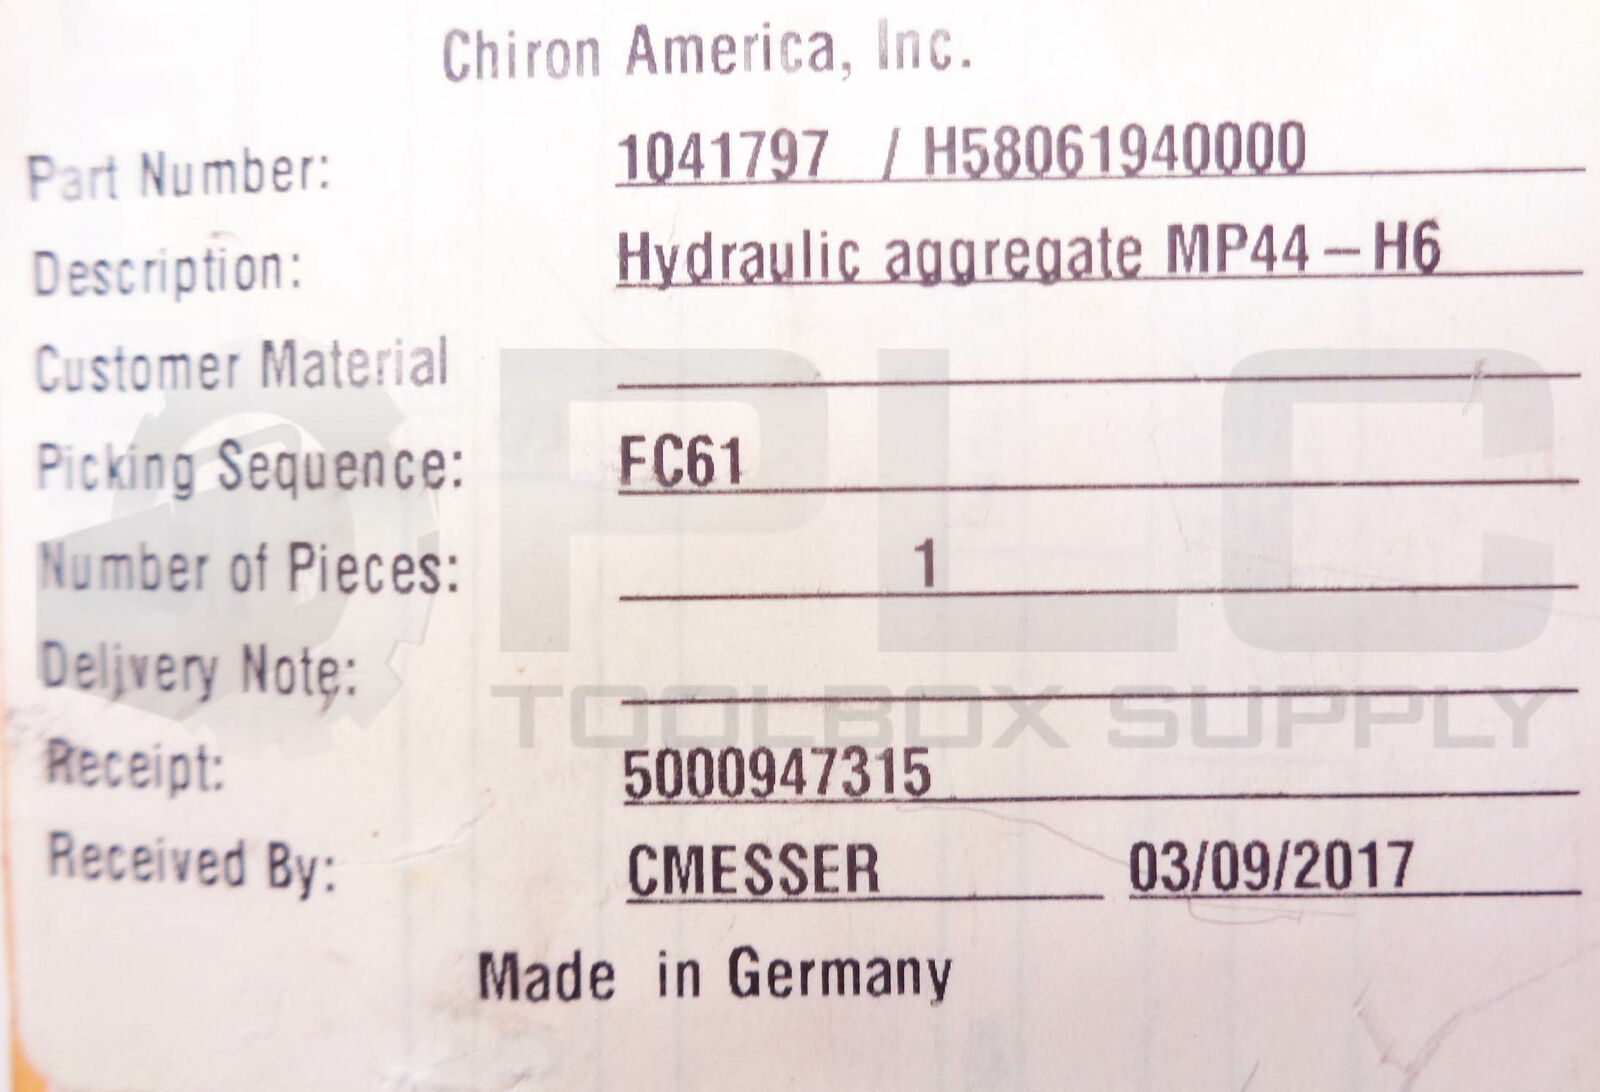 Chiron America, Inc.
Part Number: 1041797 / H58061940000
Description: Hydraulic aggregate MP44-H6
Customer Material
Picking Sequence: FC61
Number of Pieces: 1
Delivery Note:
Receipt: 5000947315
Received By: CMESSER 03/09/2017
Made in Germany
PLC
TOOLBOX SUPPLY